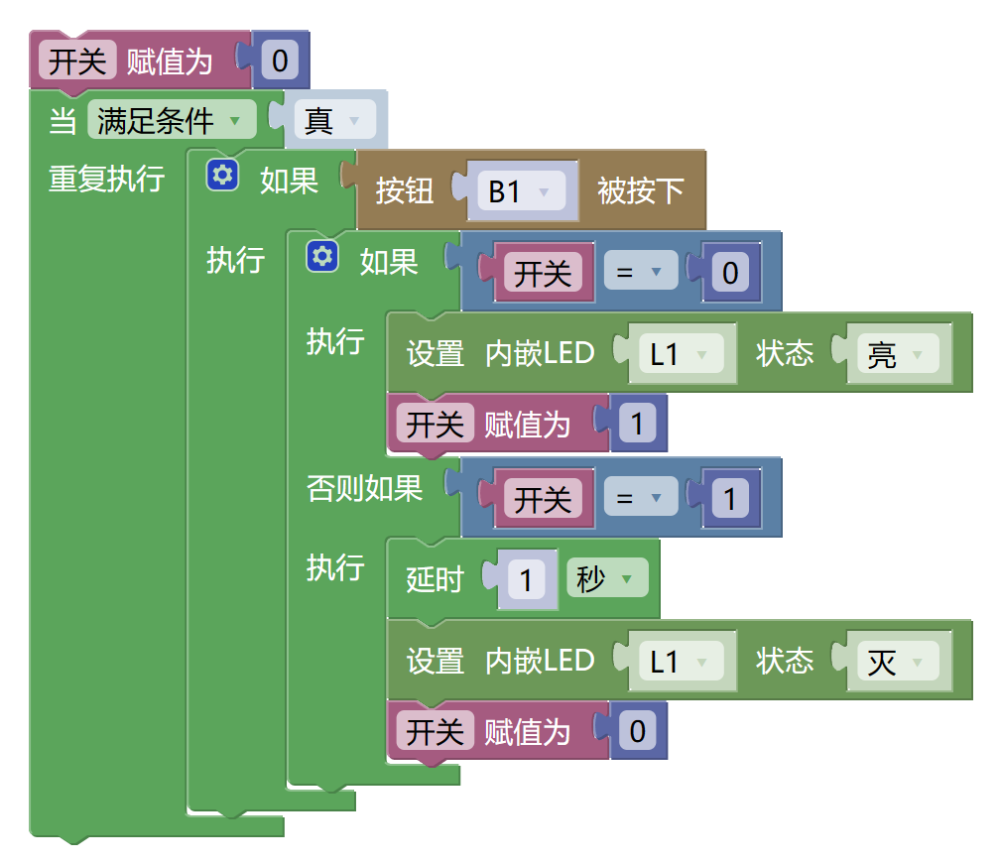 开关 赋值为 0
当 满足条件 真
重复执行 如果 按钮 B1 被按下
执行 如果 开关 = 0
执行 设置 内嵌LED L1 状态 亮
开关 赋值为 1
否则如果 开关 = 1
执行 延时 1 秒
设置 内嵌LED L1 状态 灭
开关 赋值为 0